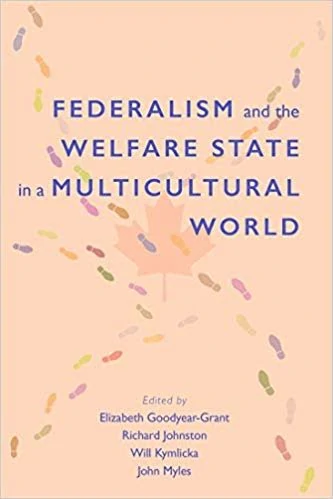 FEDERALISM and the
WELFARE STATE
in a MULTICULTURAL
WORLD
Edited by
Elizabeth Goodyear-Grant
Richard Johnston
Will Kymlicka
John Myles